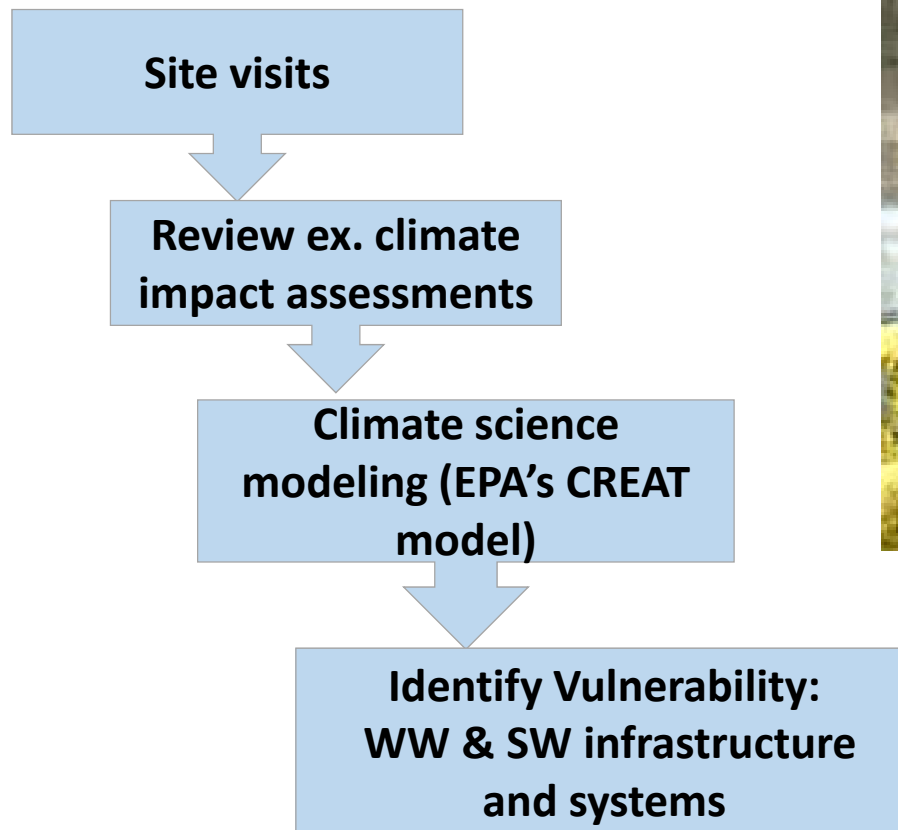 Site visits
Review ex. climate
impact assessments
Climate science
modeling (EPA's CREAT
model)
Identify Vulnerability:
WW & SW infrastructure
and systems